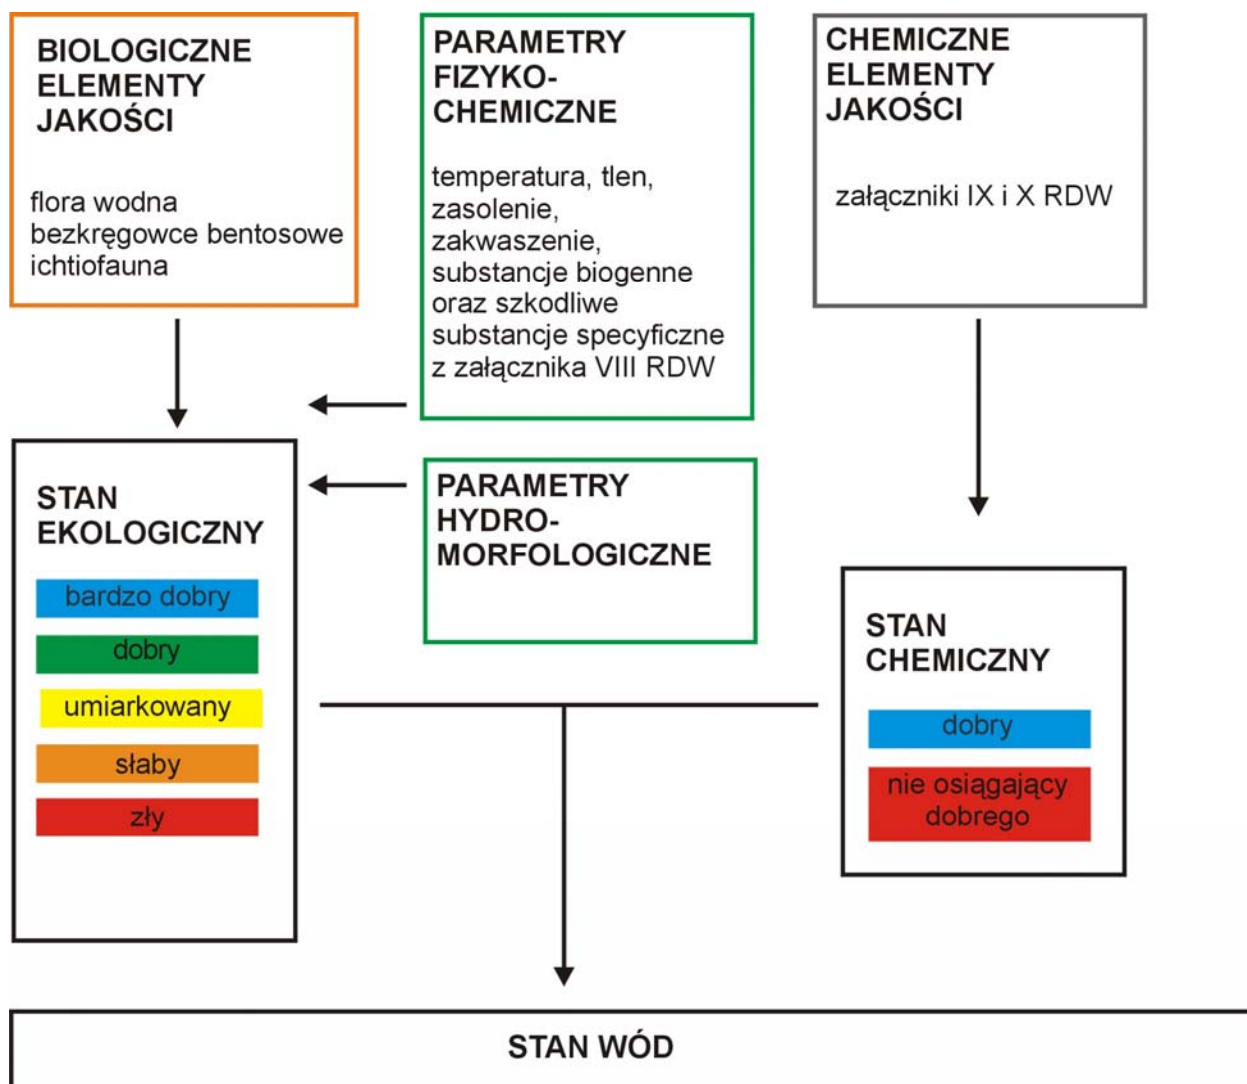 BIOLOGICZNE
ELEMENTY
JAKOŚCI
flora wodna
bezkręgowce bentosowe
ichtiofauna
PARAMETRY
FIZYKO-
CHEMICZNE
temperatura, tlen,
zasolenie,
zakwaszenie,
substancje biogenne
oraz szkodliwe
substancje specyficzne
z załącznika VIII RDW
CHEMICZNE
ELEMENTY
JAKOŚCI
załączniki IX i X RDW
STAN
EKOLOGICZNY
bardzo dobry
dobry
umiarkowany
słaby
zły
PARAMETRY
HYDRO-
MORFOLOGICZNE
STAN
CHEMICZNY
dobry
nie osiągający
dobrego
STAN WÓD